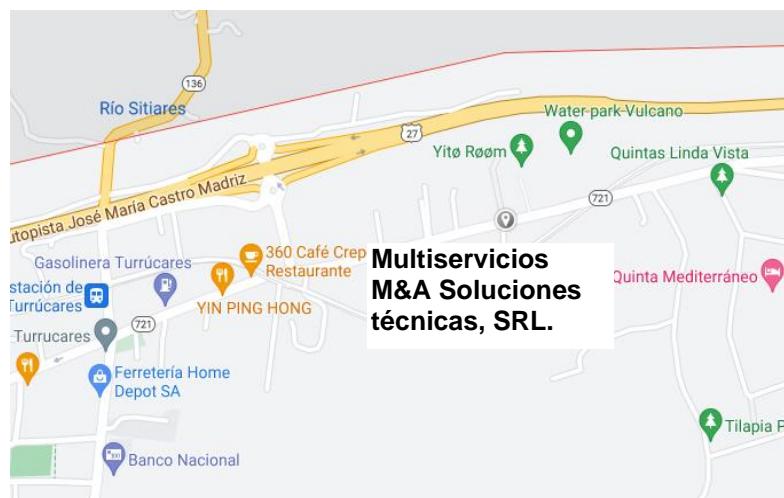 136
Río Sitiares
27
Water park Vulcano
Yitø Røøm
Quintas Linda Vista
utopista José María Castro Madriz
721
360 Café Crep
Restaurante
Gasolinera Turrúcares
Multiservicios
M&A Soluciones
técnicas, SRL.
Quinta Mediterráneo
stación de
Turrúcares
YIN PING HONG
721
Turrucares
Ferretería Home
Depot SA
Tilapia P
Banco Nacional